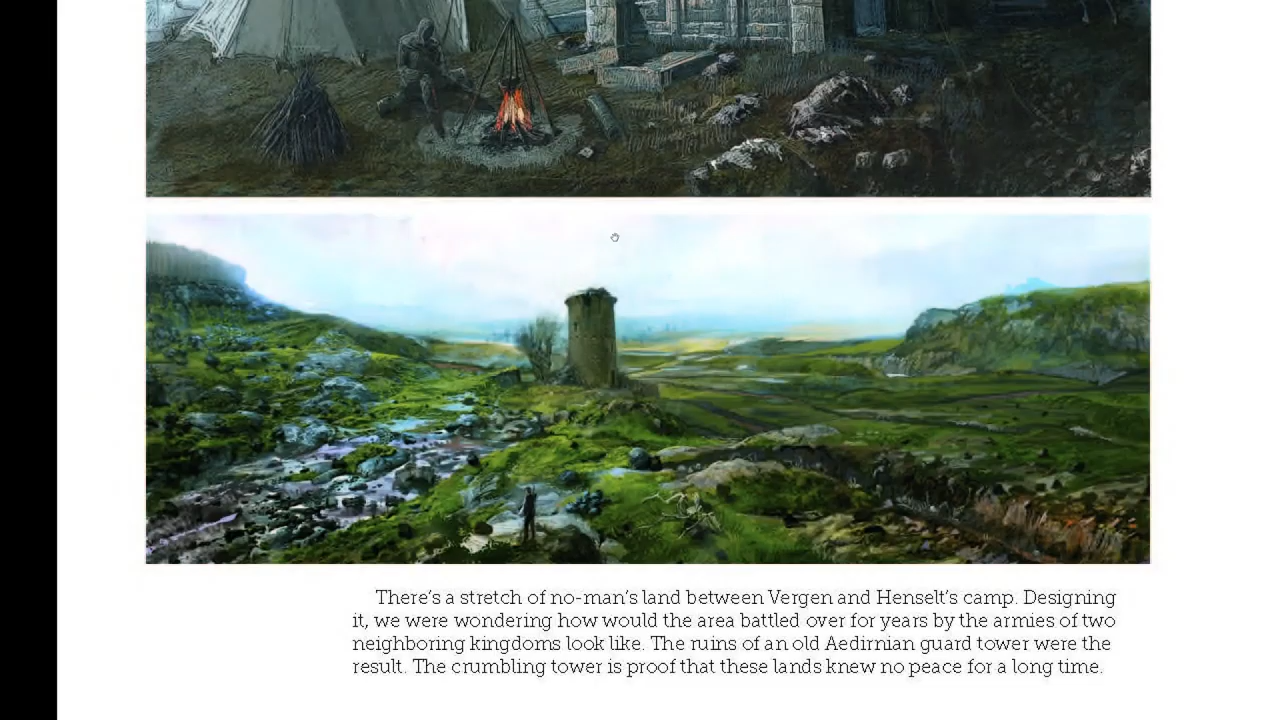 There's a stretch of no-man's land between Vergen and Henselt's camp. Designing
it, we were wondering how would the area battled over for years by the armies of two
neighboring kingdoms look like. The ruins of an old Aedirnian guard tower were the
result. The crumbling tower is proof that these lands knew no peace for a long time.